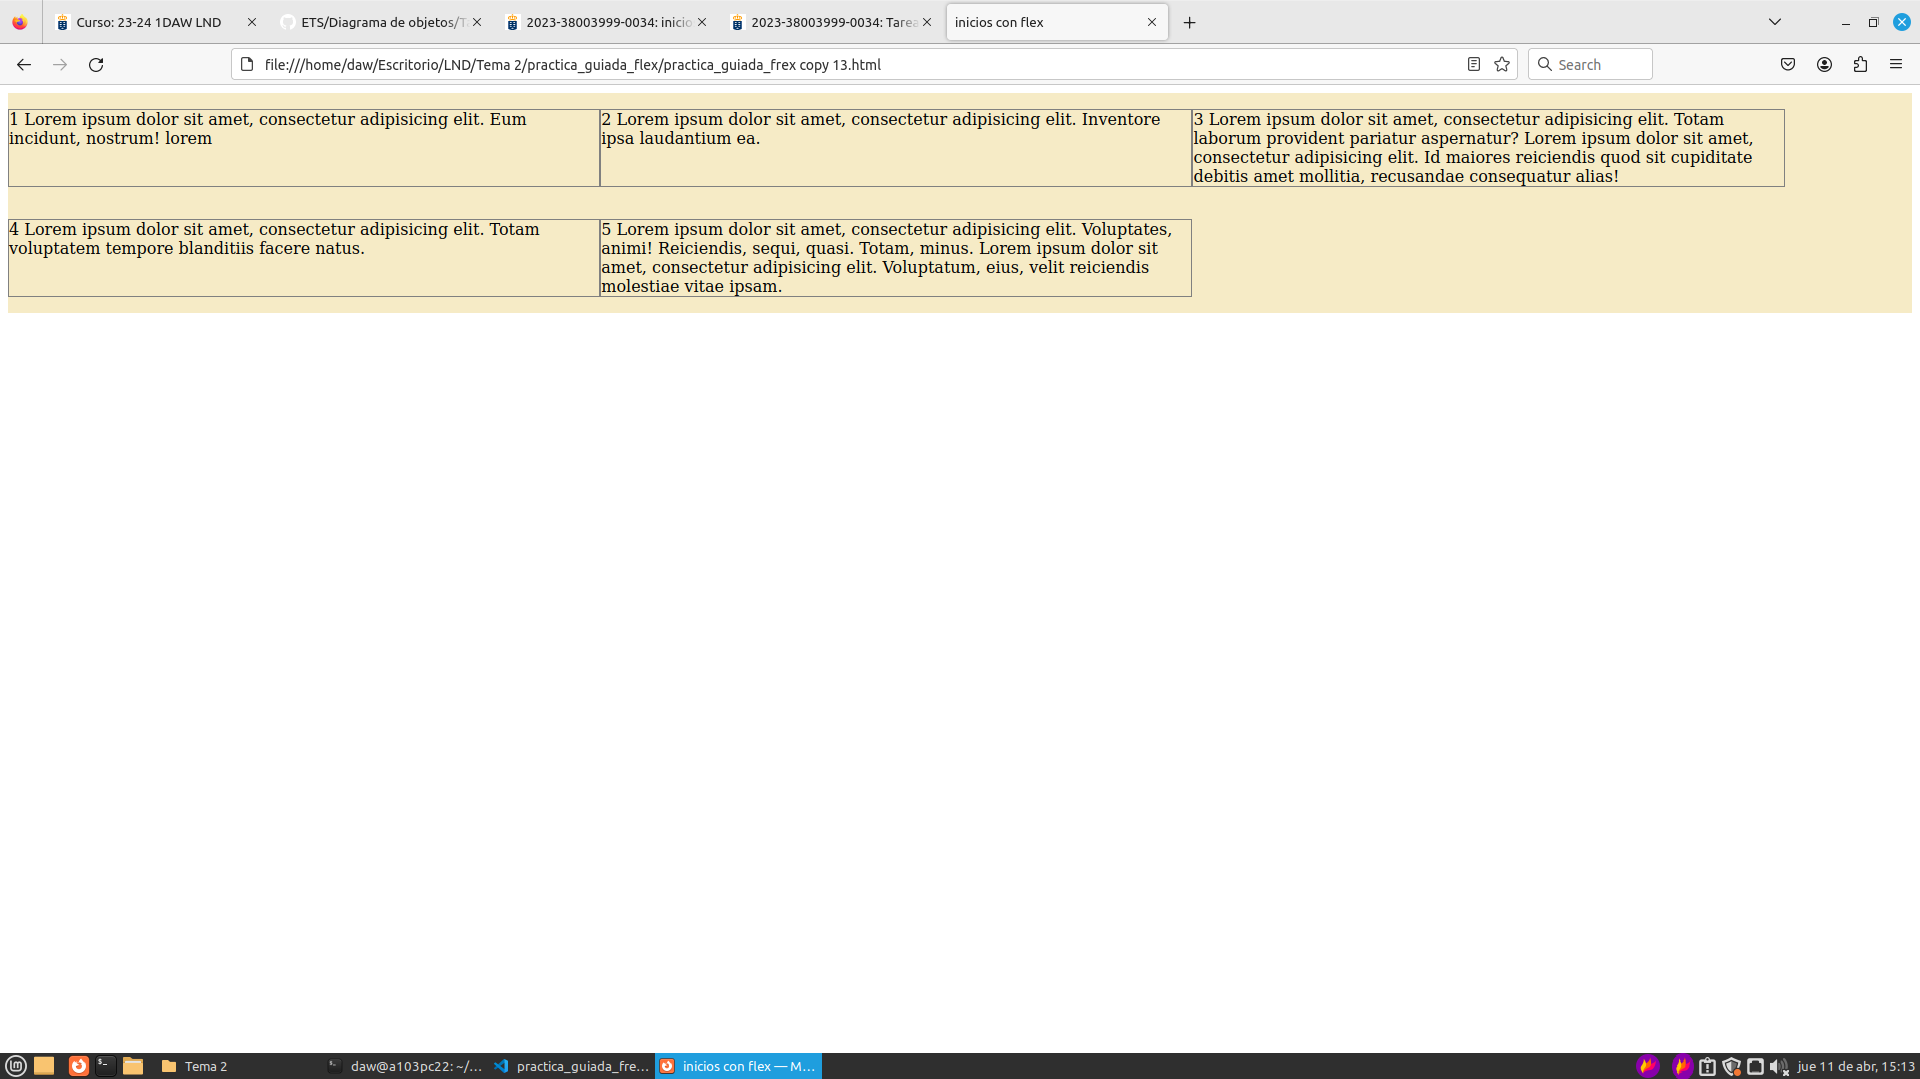 Curso: 23-24 1DAW LND
ETS/Diagrama de objetos/T
2023-38003999-0034: inicio
2023-38003999-0034: Tarea
inicios con flex
file:///home/daw/Escritorio/LND/Tema 2/practica_guiada_flex/practica_guiada_frex copy 13.html
Search
1 Lorem ipsum dolor sit amet, consectetur adipisicing elit. Eum
incidunt, nostrum! lorem
2 Lorem ipsum dolor sit amet, consectetur adipisicing elit. Inventore
ipsa laudantium ea.
3 Lorem ipsum dolor sit amet, consectetur adipisicing elit. Totam
laborum provident pariatur aspernatur? Lorem ipsum dolor sit amet,
consectetur adipisicing elit. Id maiores reiciendis quod sit cupiditate
debitis amet mollitia, recusandae consequatur alias!
4 Lorem ipsum dolor sit amet, consectetur adipisicing elit. Totam
voluptatem tempore blanditiis facere natus.
5 Lorem ipsum dolor sit amet, consectetur adipisicing elit. Voluptates,
animi! Reiciendis, sequi, quasi. Totam, minus. Lorem ipsum dolor sit
amet, consectetur adipisicing elit. Voluptatum, eius, velit reiciendis
molestiae vitae ipsam.
Tema 2
daw@a103pc22: ~/...
practica_guiada_fre...
inicios con flex — M...
jue 11 de abr, 15:13